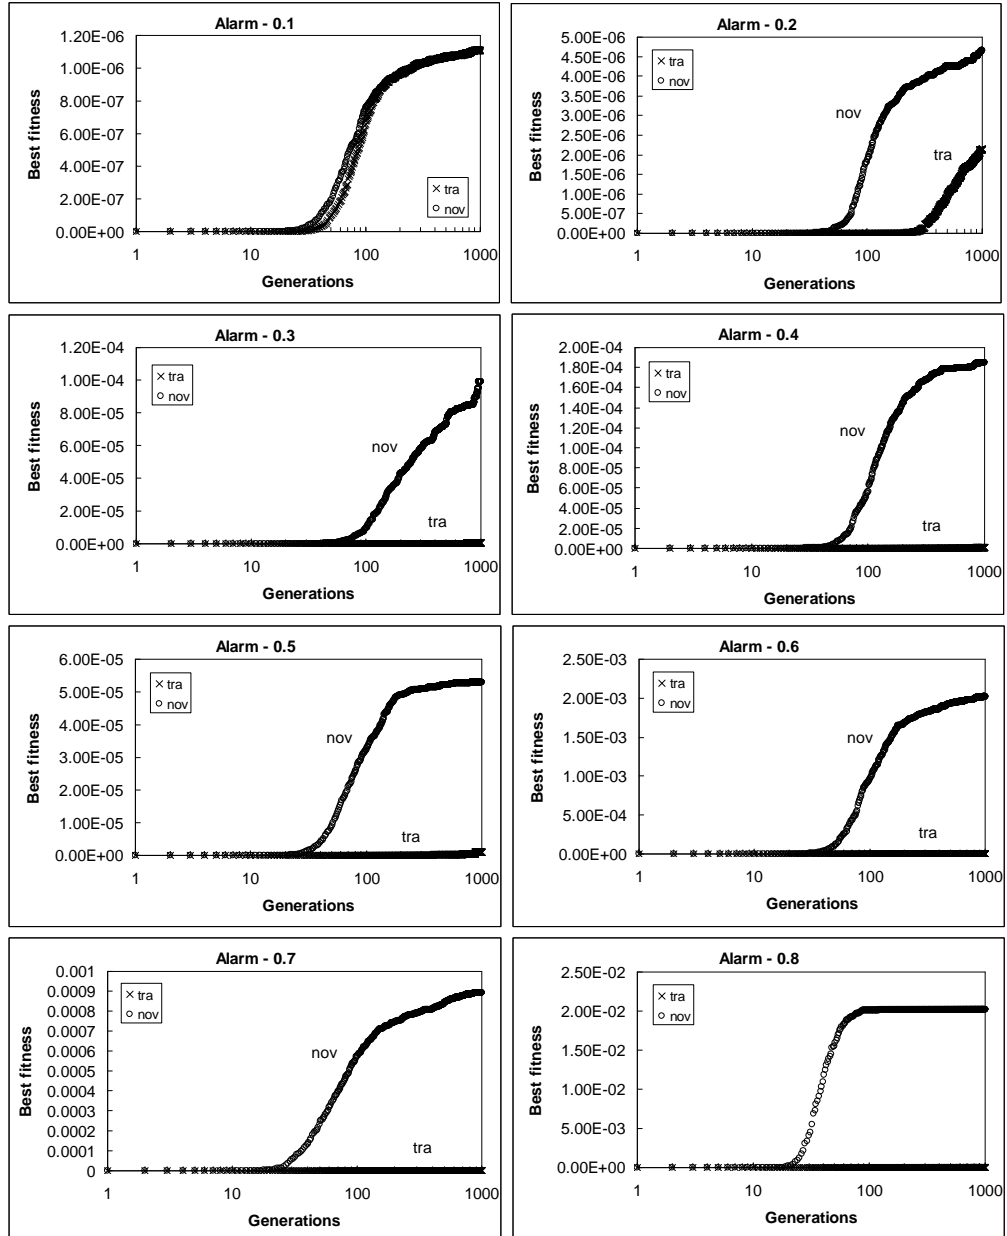 Alarm - 0.1
Best fitness
1.20E-06
1.00E-06
8.00E-07
6.00E-07
4.00E-07
2.00E-07
0.00E+00
× tra
○ nov
1 10 100 1000
Generations
Alarm - 0.2
Best fitness
5.00E-06
4.50E-06
4.00E-06
3.50E-06
3.00E-06
2.50E-06
2.00E-06
1.50E-06
1.00E-06
5.00E-07
0.00E+00
× tra
○ nov
nov
tra
1 10 100 1000
Generations
Alarm - 0.3
Best fitness
1.20E-04
1.00E-04
8.00E-05
6.00E-05
4.00E-05
2.00E-05
0.00E+00
× tra
○ nov
nov
tra
1 10 100 1000
Generations
Alarm - 0.4
Best fitness
2.00E-04
1.80E-04
1.60E-04
1.40E-04
1.20E-04
1.00E-04
8.00E-05
6.00E-05
4.00E-05
2.00E-05
0.00E+00
× tra
○ nov
nov
tra
1 10 100 1000
Generations
Alarm - 0.5
Best fitness
6.00E-05
5.00E-05
4.00E-05
3.00E-05
2.00E-05
1.00E-05
0.00E+00
× tra
○ nov
nov
tra
1 10 100 1000
Generations
Alarm - 0.6
Best fitness
2.50E-03
2.00E-03
1.50E-03
1.00E-03
5.00E-04
0.00E+00
× tra
○ nov
nov
tra
1 10 100 1000
Generations
Alarm - 0.7
Best fitness
0.001
0.0009
0.0008
0.0007
0.0006
0.0005
0.0004
0.0003
0.0002
0.0001
0
× tra
○ nov
nov
tra
1 10 100 1000
Generations
Alarm - 0.8
Best fitness
2.50E-02
2.00E-02
1.50E-02
1.00E-02
5.00E-03
0.00E+00
× tra
○ nov
1 10 100 1000
Generations